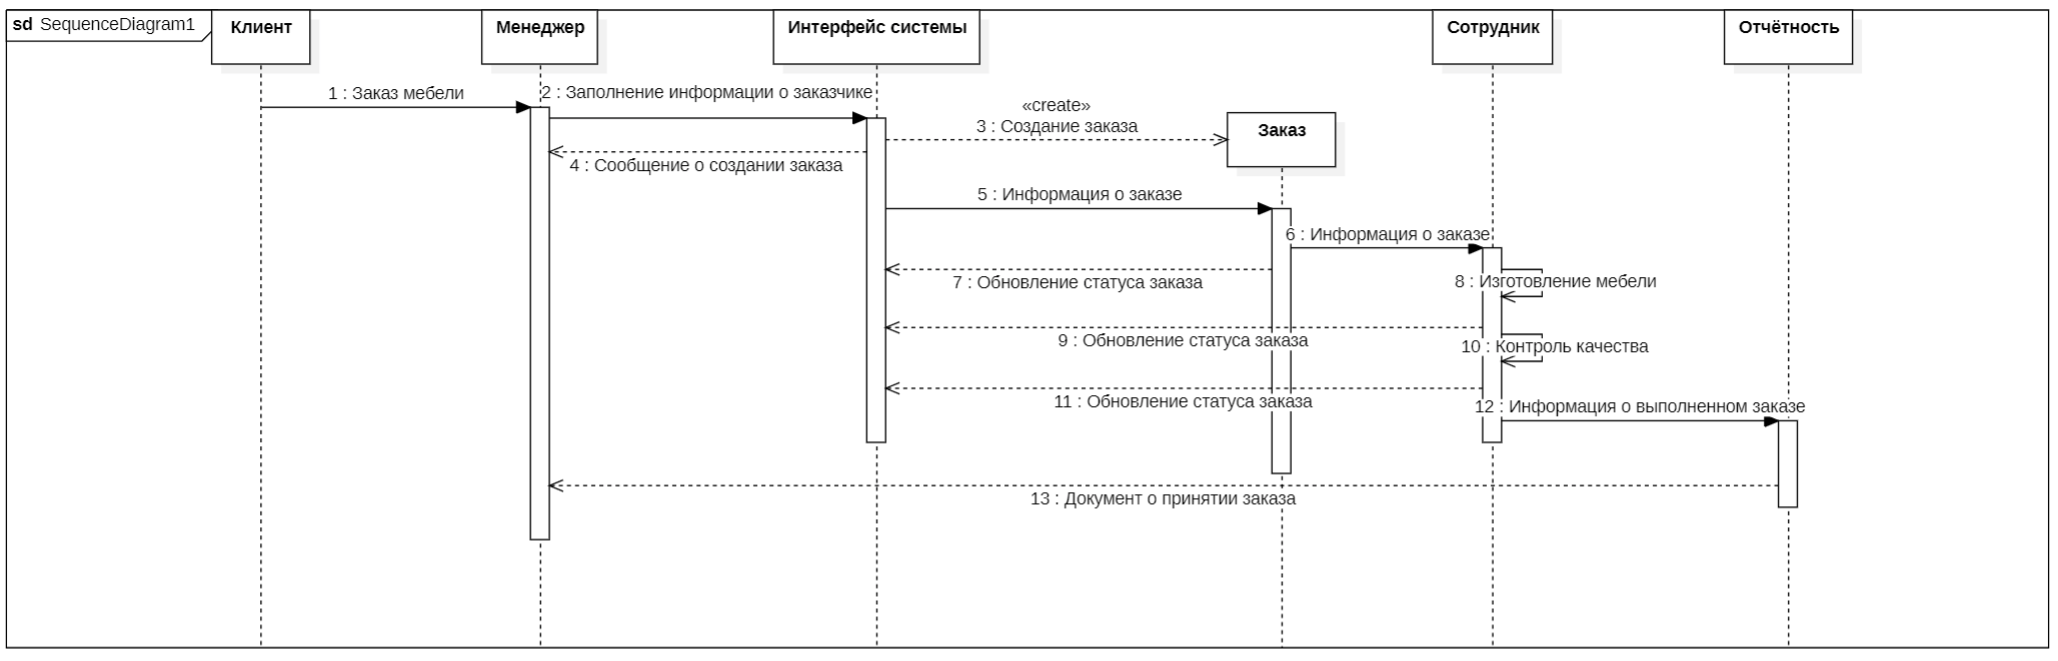 sd SequenceDiagram1
Клиент
Менеджер
Интерфейс системы
Сотрудник
Отчётность
1 : Заказ мебели
2 : Заполнение информации о заказчике
«create»
3 : Создание заказа
Заказ
4 : Сообщение о создании заказа
5 : Информация о заказе
6 : Информация о заказе
7 : Обновление статуса заказа
8 : Изготовление мебели
9 : Обновление статуса заказа
10 : Контроль качества
11 : Обновление статуса заказа
12 : Информация о выполненном заказе
13 : Документ о принятии заказа